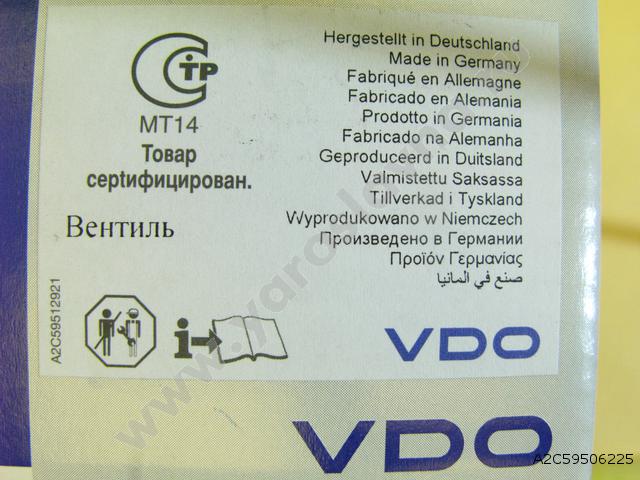 СТР
МТ14
Товар
сертифицирован.
Вентиль
A2C59512921
Hergestellt in Deutschland
Made in Germany
Fabriqué en Allemagne
Fabricado en Alemania
Prodotto in Germania
Fabricado na Alemanha
Geproduceerd in Duitsland
Valmistettu Saksassa
Tillverkad i Tyskland
Wyprodukowano w Niemczech
Произведено в Германии
Προϊόν Γερμανίας
صنع في المانيا
VDO
VDO
A2C59506225